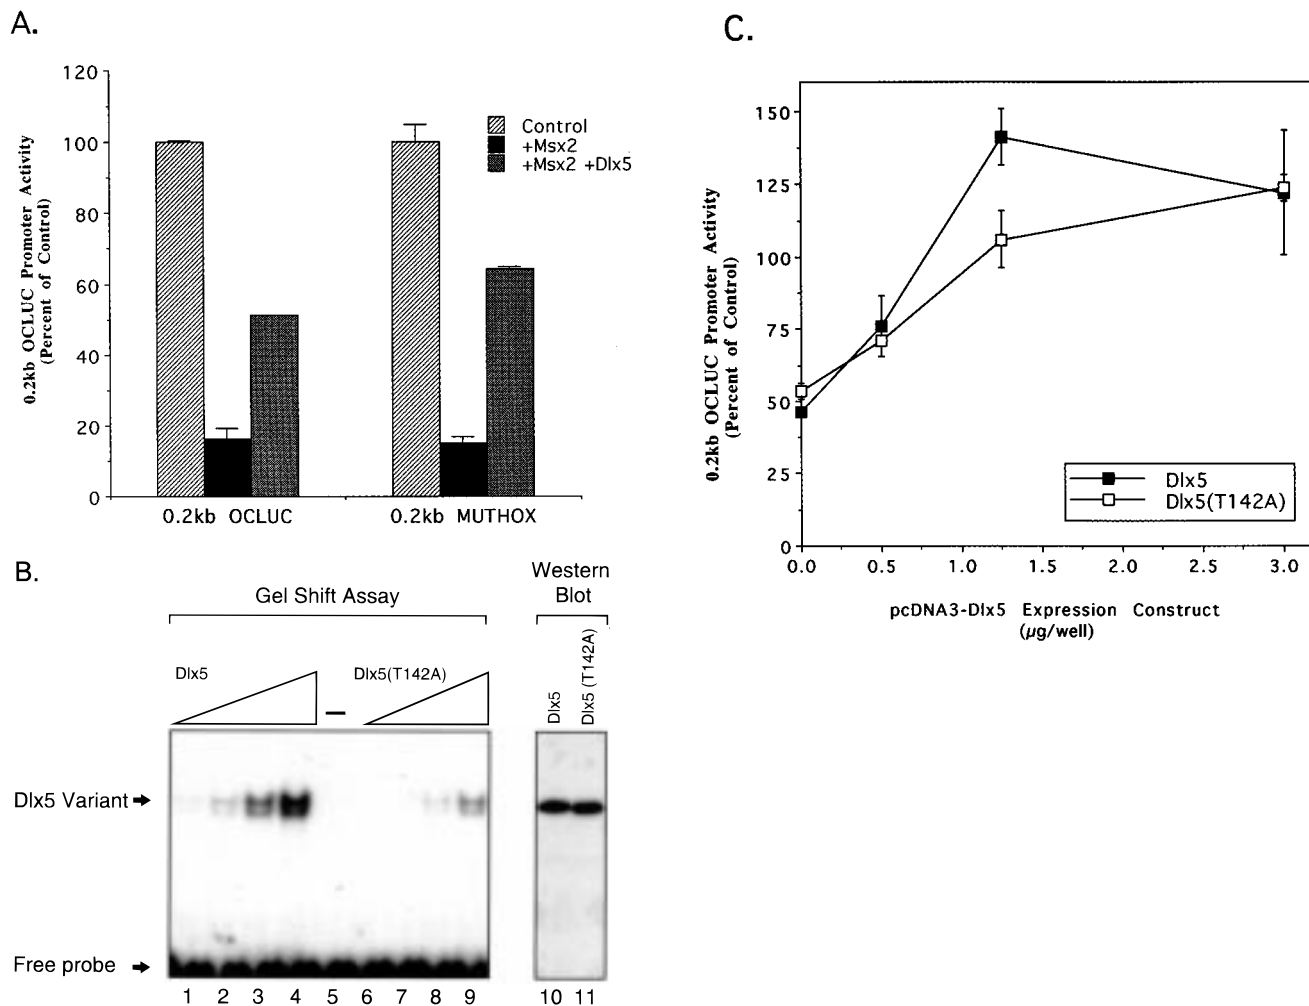 A.
0.2kb OCLUC Promoter Activity
(Percent of Control)
120
100
80
60
40
20
0
Control
+Msx2
+Msx2 +Dlx5
0.2kb OCLUC
0.2kb MUTHOX
B.
Gel Shift Assay
Western
Blot
Dlx5
Dlx5(T142A)
Dlx5
Dlx5 (T142A)
Dlx5 Variant
Free probe
1 2 3 4 5 6 7 8 9 10 11
C.
0.2kb OCLUC Promoter Activity
(Percent of Control)
150
125
100
75
50
25
0
Dlx5
Dlx5(T142A)
0.0 0.5 1.0 1.5 2.0 2.5 3.0
pcDNA3-Dlx5 Expression Construct
(µg/well)